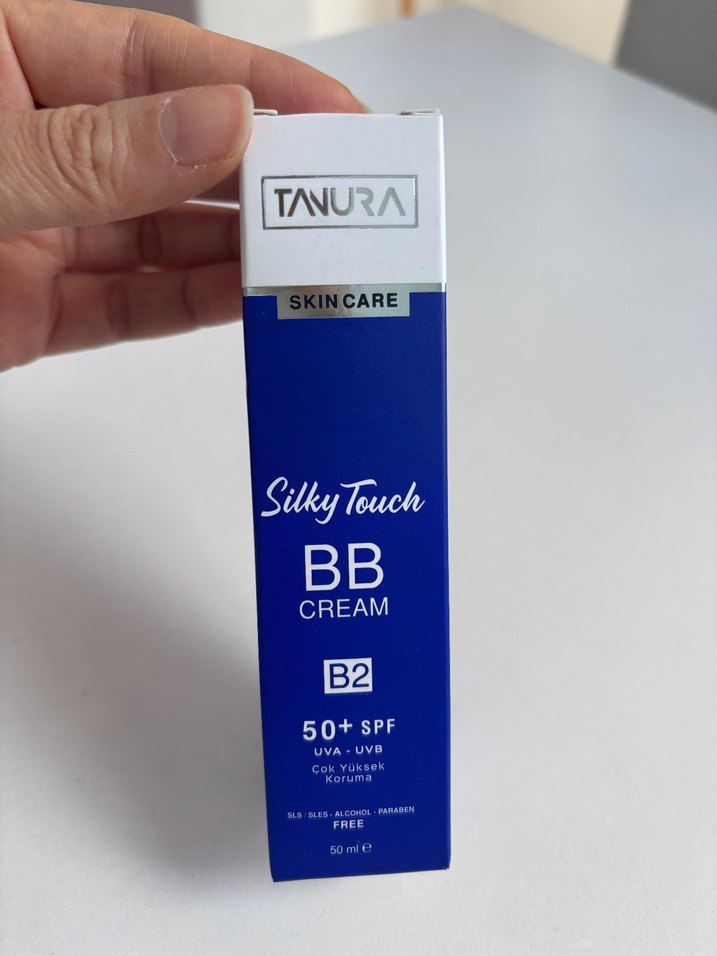 TANURA
SKIN CARE
Silky Touch
BB
CREAM
B2
50+ SPF
UVA - UVB
Çok Yüksek
Koruma
SLS / SLES - ALCOHOL - PARABEN
FREE
50 ml ℮